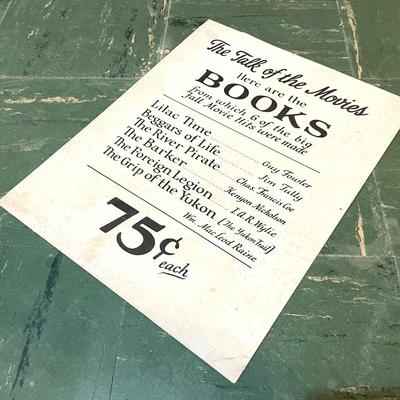 The Talk of the Movies
Here are the
BOOKS
from which 6 of the big
Fall Movie Hits were made
Lilac Time ........ Guy Fowler
Beggars of Life ........ Jim Tully
The River Pirate ........ Chas. Francis Coe
The Barker ........ Kenyon Nicholson
The Foreign Legion ........ I.A.R. Wylie
The Grip of the Yukon [The Yukon Trail]
Wm. MacLeod Raine
75¢
each